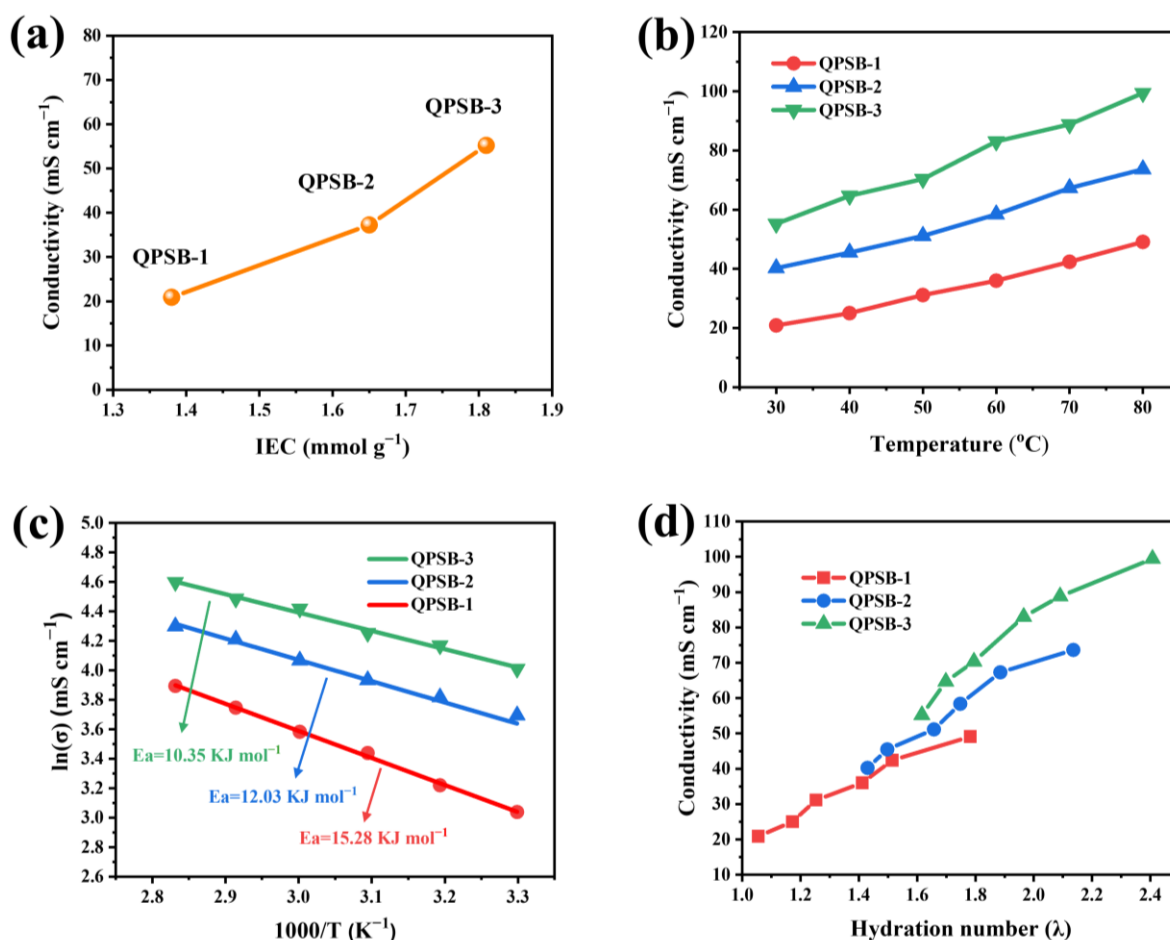 (a)
80
70
60
50
40
30
20
10
0
Conductivity (mS cm⁻¹)
QPSB-1
QPSB-2
QPSB-3
1.3 1.4 1.5 1.6 1.7 1.8 1.9
IEC (mmol g⁻¹)
(b)
120
100
80
60
40
20
0
Conductivity (mS cm⁻¹)
QPSB-1
QPSB-2
QPSB-3
30 40 50 60 70 80
Temperature (°C)
(c)
5.0
4.8
4.6
4.4
4.2
4.0
3.8
3.6
3.4
3.2
3.0
2.8
2.6
ln(σ) (mS cm⁻¹)
QPSB-3
QPSB-2
QPSB-1
Ea=10.35 KJ mol⁻¹
Ea=12.03 KJ mol⁻¹
Ea=15.28 KJ mol⁻¹
2.8 2.9 3.0 3.1 3.2 3.3
1000/T (K⁻¹)
(d)
110
100
90
80
70
60
50
40
30
20
10
Conductivity (mS cm⁻¹)
QPSB-1
QPSB-2
QPSB-3
1.0 1.2 1.4 1.6 1.8 2.0 2.2 2.4
Hydration number (λ)